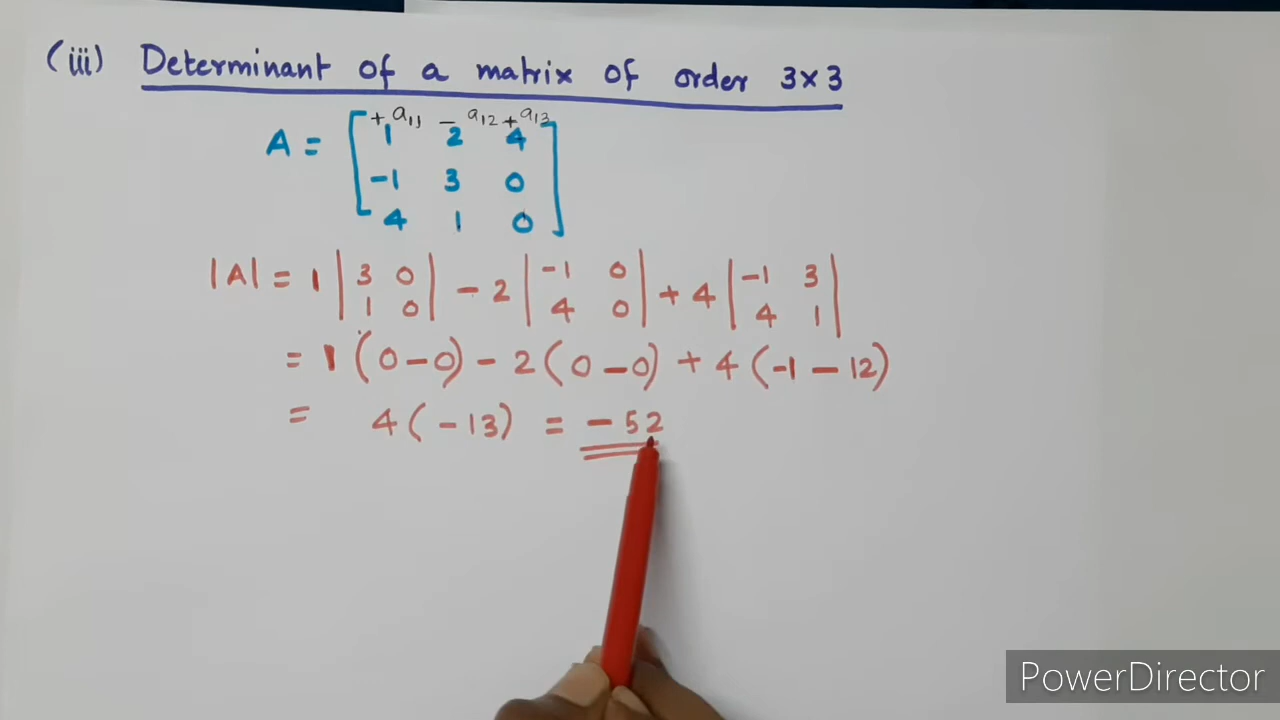 (iii) Determinant of a matrix of order 3×3
+ a11 - a12 + a13
A = [ 1 2 4
-1 3 0
4 1 0 ]
|A| = 1 | 3 0 | - 2 | -1 0 | + 4 | -1 3 |
| 1 0 | | 4 0 | | 4 1 |
= 1 (0 - 0) - 2 (0 - 0) + 4 (-1 - 12)
= 4 (-13) = -52
PowerDirector